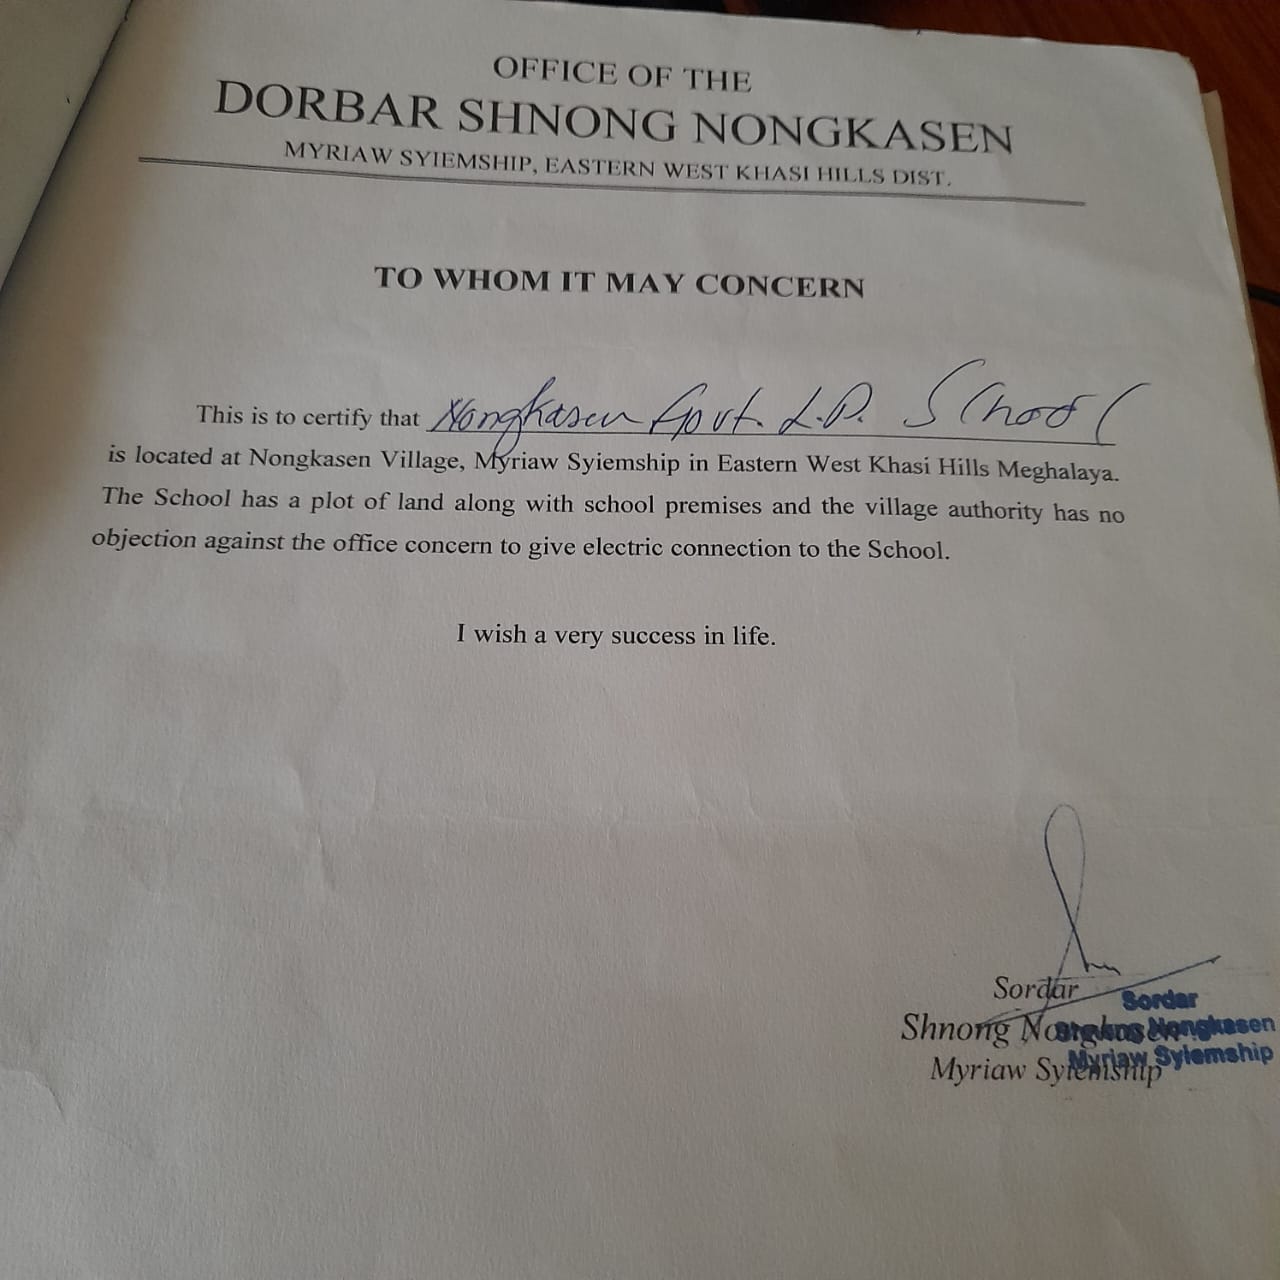 OFFICE OF THE
DORBAR SHNONG NONGKASEN
MYRIAW SYIEMSHIP, EASTERN WEST KHASI HILLS DIST.
TO WHOM IT MAY CONCERN
This is to certify that Nongkasen Govt. L.P. School
is located at Nongkasen Village, Myriaw Syiemship in Eastern West Khasi Hills Meghalaya.
The School has a plot of land along with school premises and the village authority has no
objection against the office concern to give electric connection to the School.
I wish a very success in life.
Sordar
Shnong Nongkasen
Myriaw Syiemship
Sordar
Nongkasen
Myriaw Syiemship